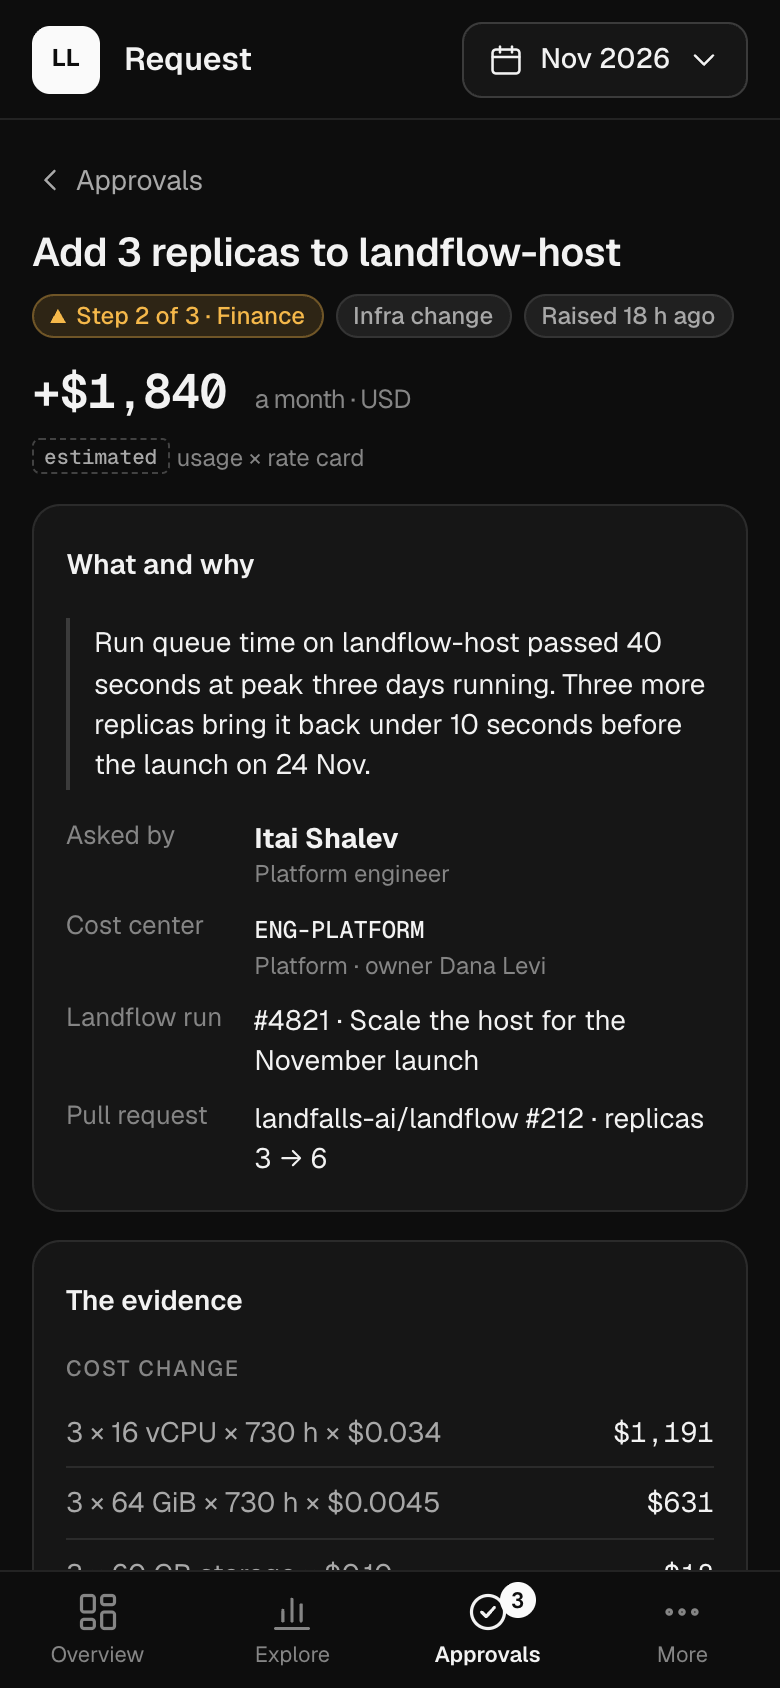 LL
Request
Nov 2026
Approvals
Add 3 replicas to landflow-host
Step 2 of 3 · Finance
Infra change
Raised 18 h ago
+$1,840 a month · USD
estimated usage × rate card
What and why
Run queue time on landflow-host passed 40
seconds at peak three days running. Three more
replicas bring it back under 10 seconds before
the launch on 24 Nov.
Asked by
Itai Shalev
Platform engineer
Cost center
ENG-PLATFORM
Platform · owner Dana Levi
Landflow run
#4821 · Scale the host for the
November launch
Pull request
landfalls-ai/landflow #212 · replicas
3 → 6
The evidence
COST CHANGE
3 × 16 vCPU × 730 h × $0.034 $1,191
3 × 64 GiB × 730 h × $0.0045 $631
3
Overview
Explore
Approvals
More